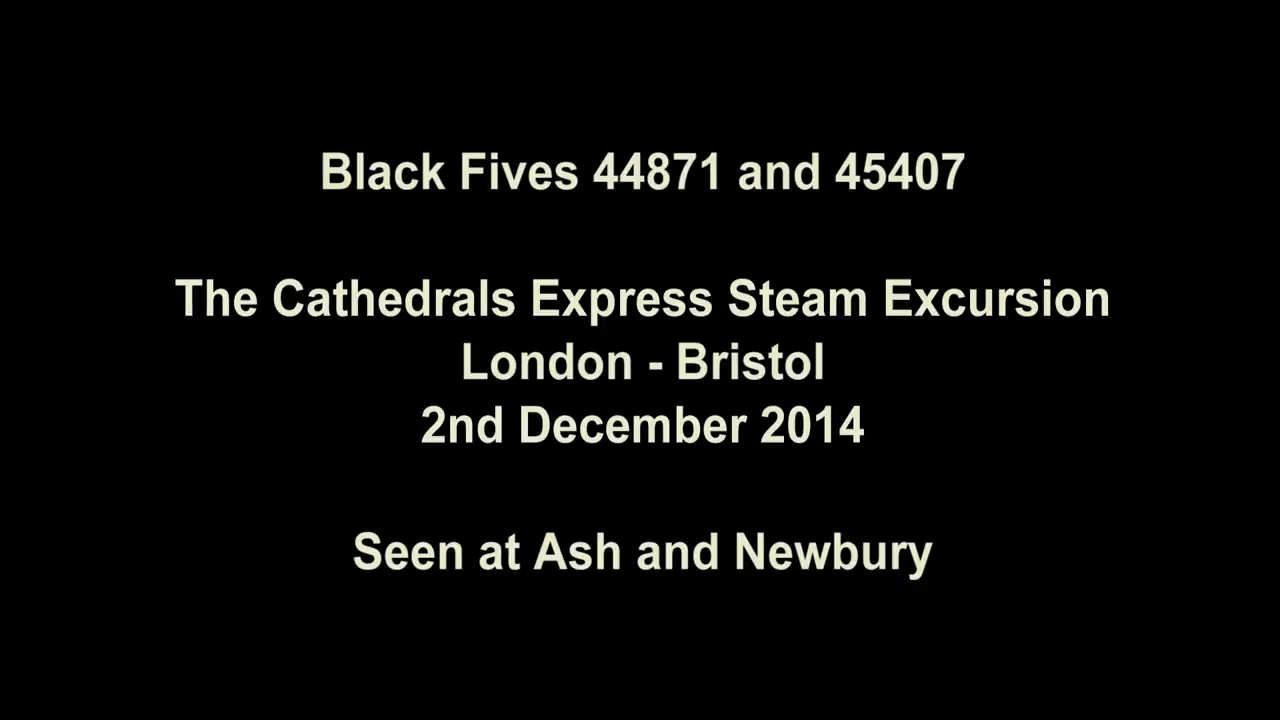 Black Fives 44871 and 45407
The Cathedrals Express Steam Excursion
London - Bristol
2nd December 2014
Seen at Ash and Newbury